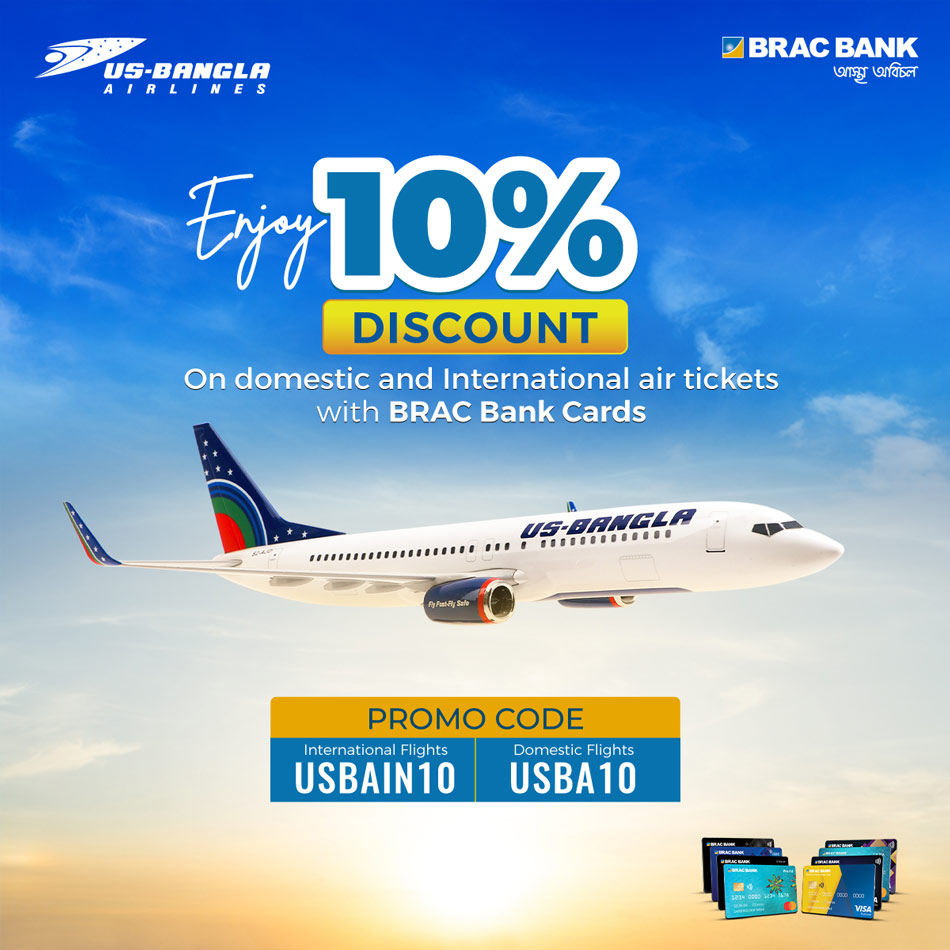 US-BANGLA
AIRLINES
BRAC BANK
আস্থা অবিচল
Enjoy 10%
DISCOUNT
On domestic and International air tickets
with BRAC Bank Cards
US-BANGLA
Fly Fast-Fly Safe
PROMO CODE
International Flights
USBAIN10
Domestic Flights
USBA10
BRAC BANK
BRAC BANK
BRAC BANK
BRAC BANK
BRAC BANK
VISA